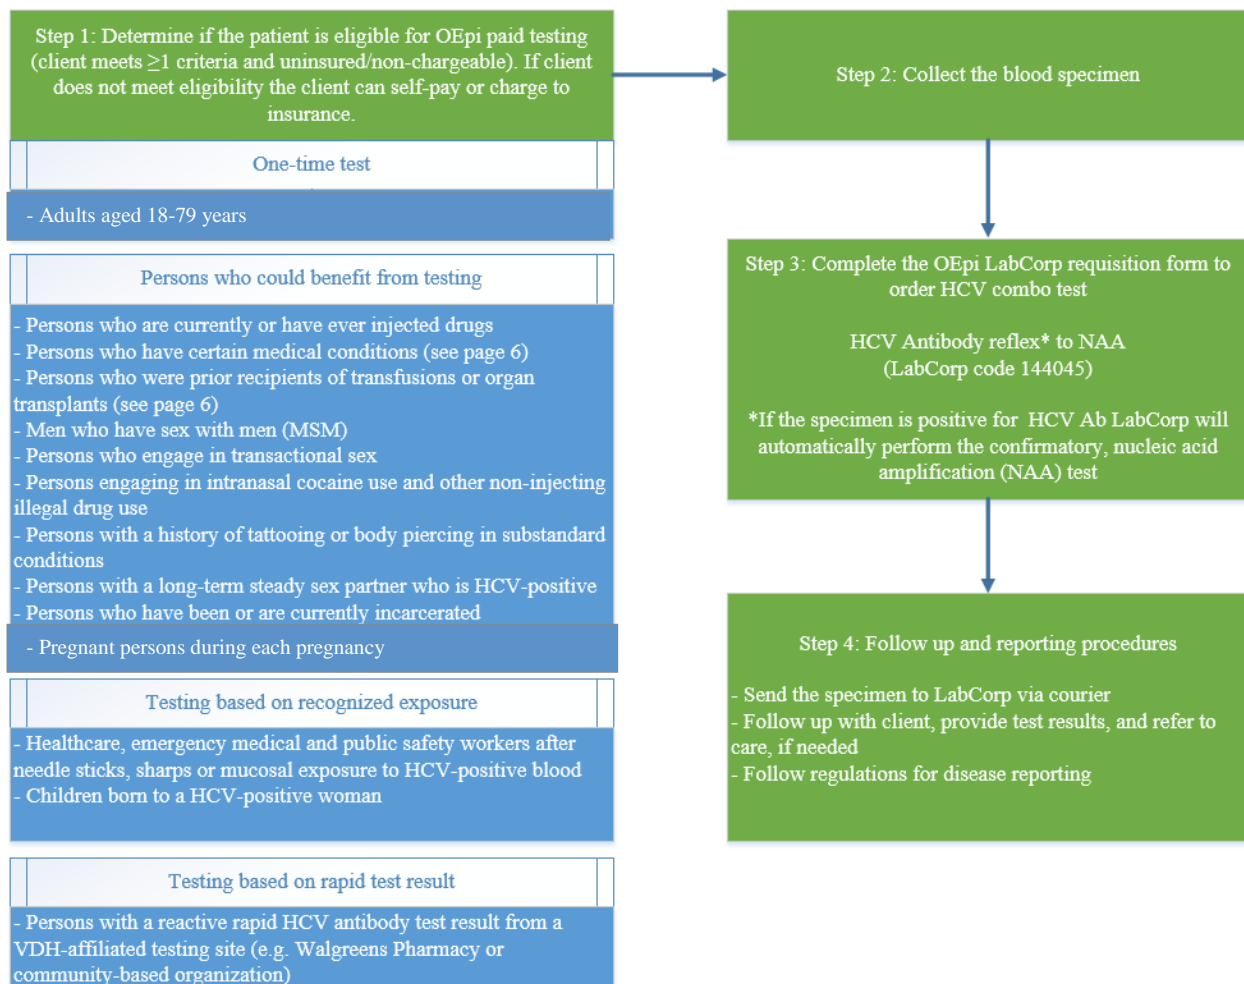 Step 1: Determine if the patient is eligible for OEpi paid testing
(client meets ≥1 criteria and uninsured/non-chargeable). If client
does not meet eligibility the client can self-pay or charge to
insurance.
One-time test
- Adults aged 18-79 years
Persons who could benefit from testing
- Persons who are currently or have ever injected drugs
- Persons who have certain medical conditions (see page 6)
- Persons who were prior recipients of transfusions or organ
transplants (see page 6)
- Men who have sex with men (MSM)
- Persons who engage in transactional sex
- Persons engaging in intranasal cocaine use and other non-injecting
illegal drug use
- Persons with a history of tattooing or body piercing in substandard
conditions
- Persons with a long-term steady sex partner who is HCV-positive
- Persons who have been or are currently incarcerated
- Pregnant persons during each pregnancy
Testing based on recognized exposure
- Healthcare, emergency medical and public safety workers after
needle sticks, sharps or mucosal exposure to HCV-positive blood
- Children born to a HCV-positive woman
Testing based on rapid test result
- Persons with a reactive rapid HCV antibody test result from a
VDH-affiliated testing site (e.g. Walgreens Pharmacy or
community-based organization)
Step 2: Collect the blood specimen
Step 3: Complete the OEpi LabCorp requisition form to
order HCV combo test
HCV Antibody reflex* to NAA
(LabCorp code 144045)
*If the specimen is positive for HCV Ab LabCorp will
automatically perform the confirmatory, nucleic acid
amplification (NAA) test
Step 4: Follow up and reporting procedures
- Send the specimen to LabCorp via courier
- Follow up with client, provide test results, and refer to
care, if needed
- Follow regulations for disease reporting